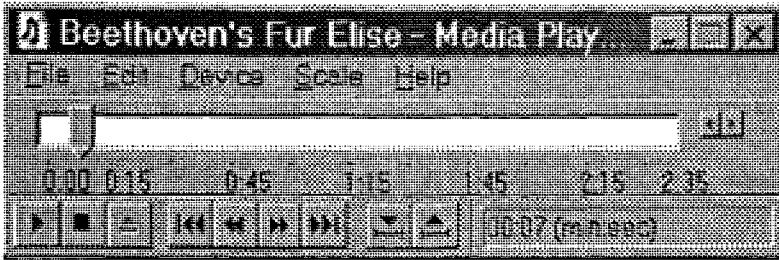 Beethoven's Fur Elise - Media Play...
File Edit Device Scale Help
0:00 0:15 0:45 1:15 1:45 2:15 2:35
00:07 (min:sec)